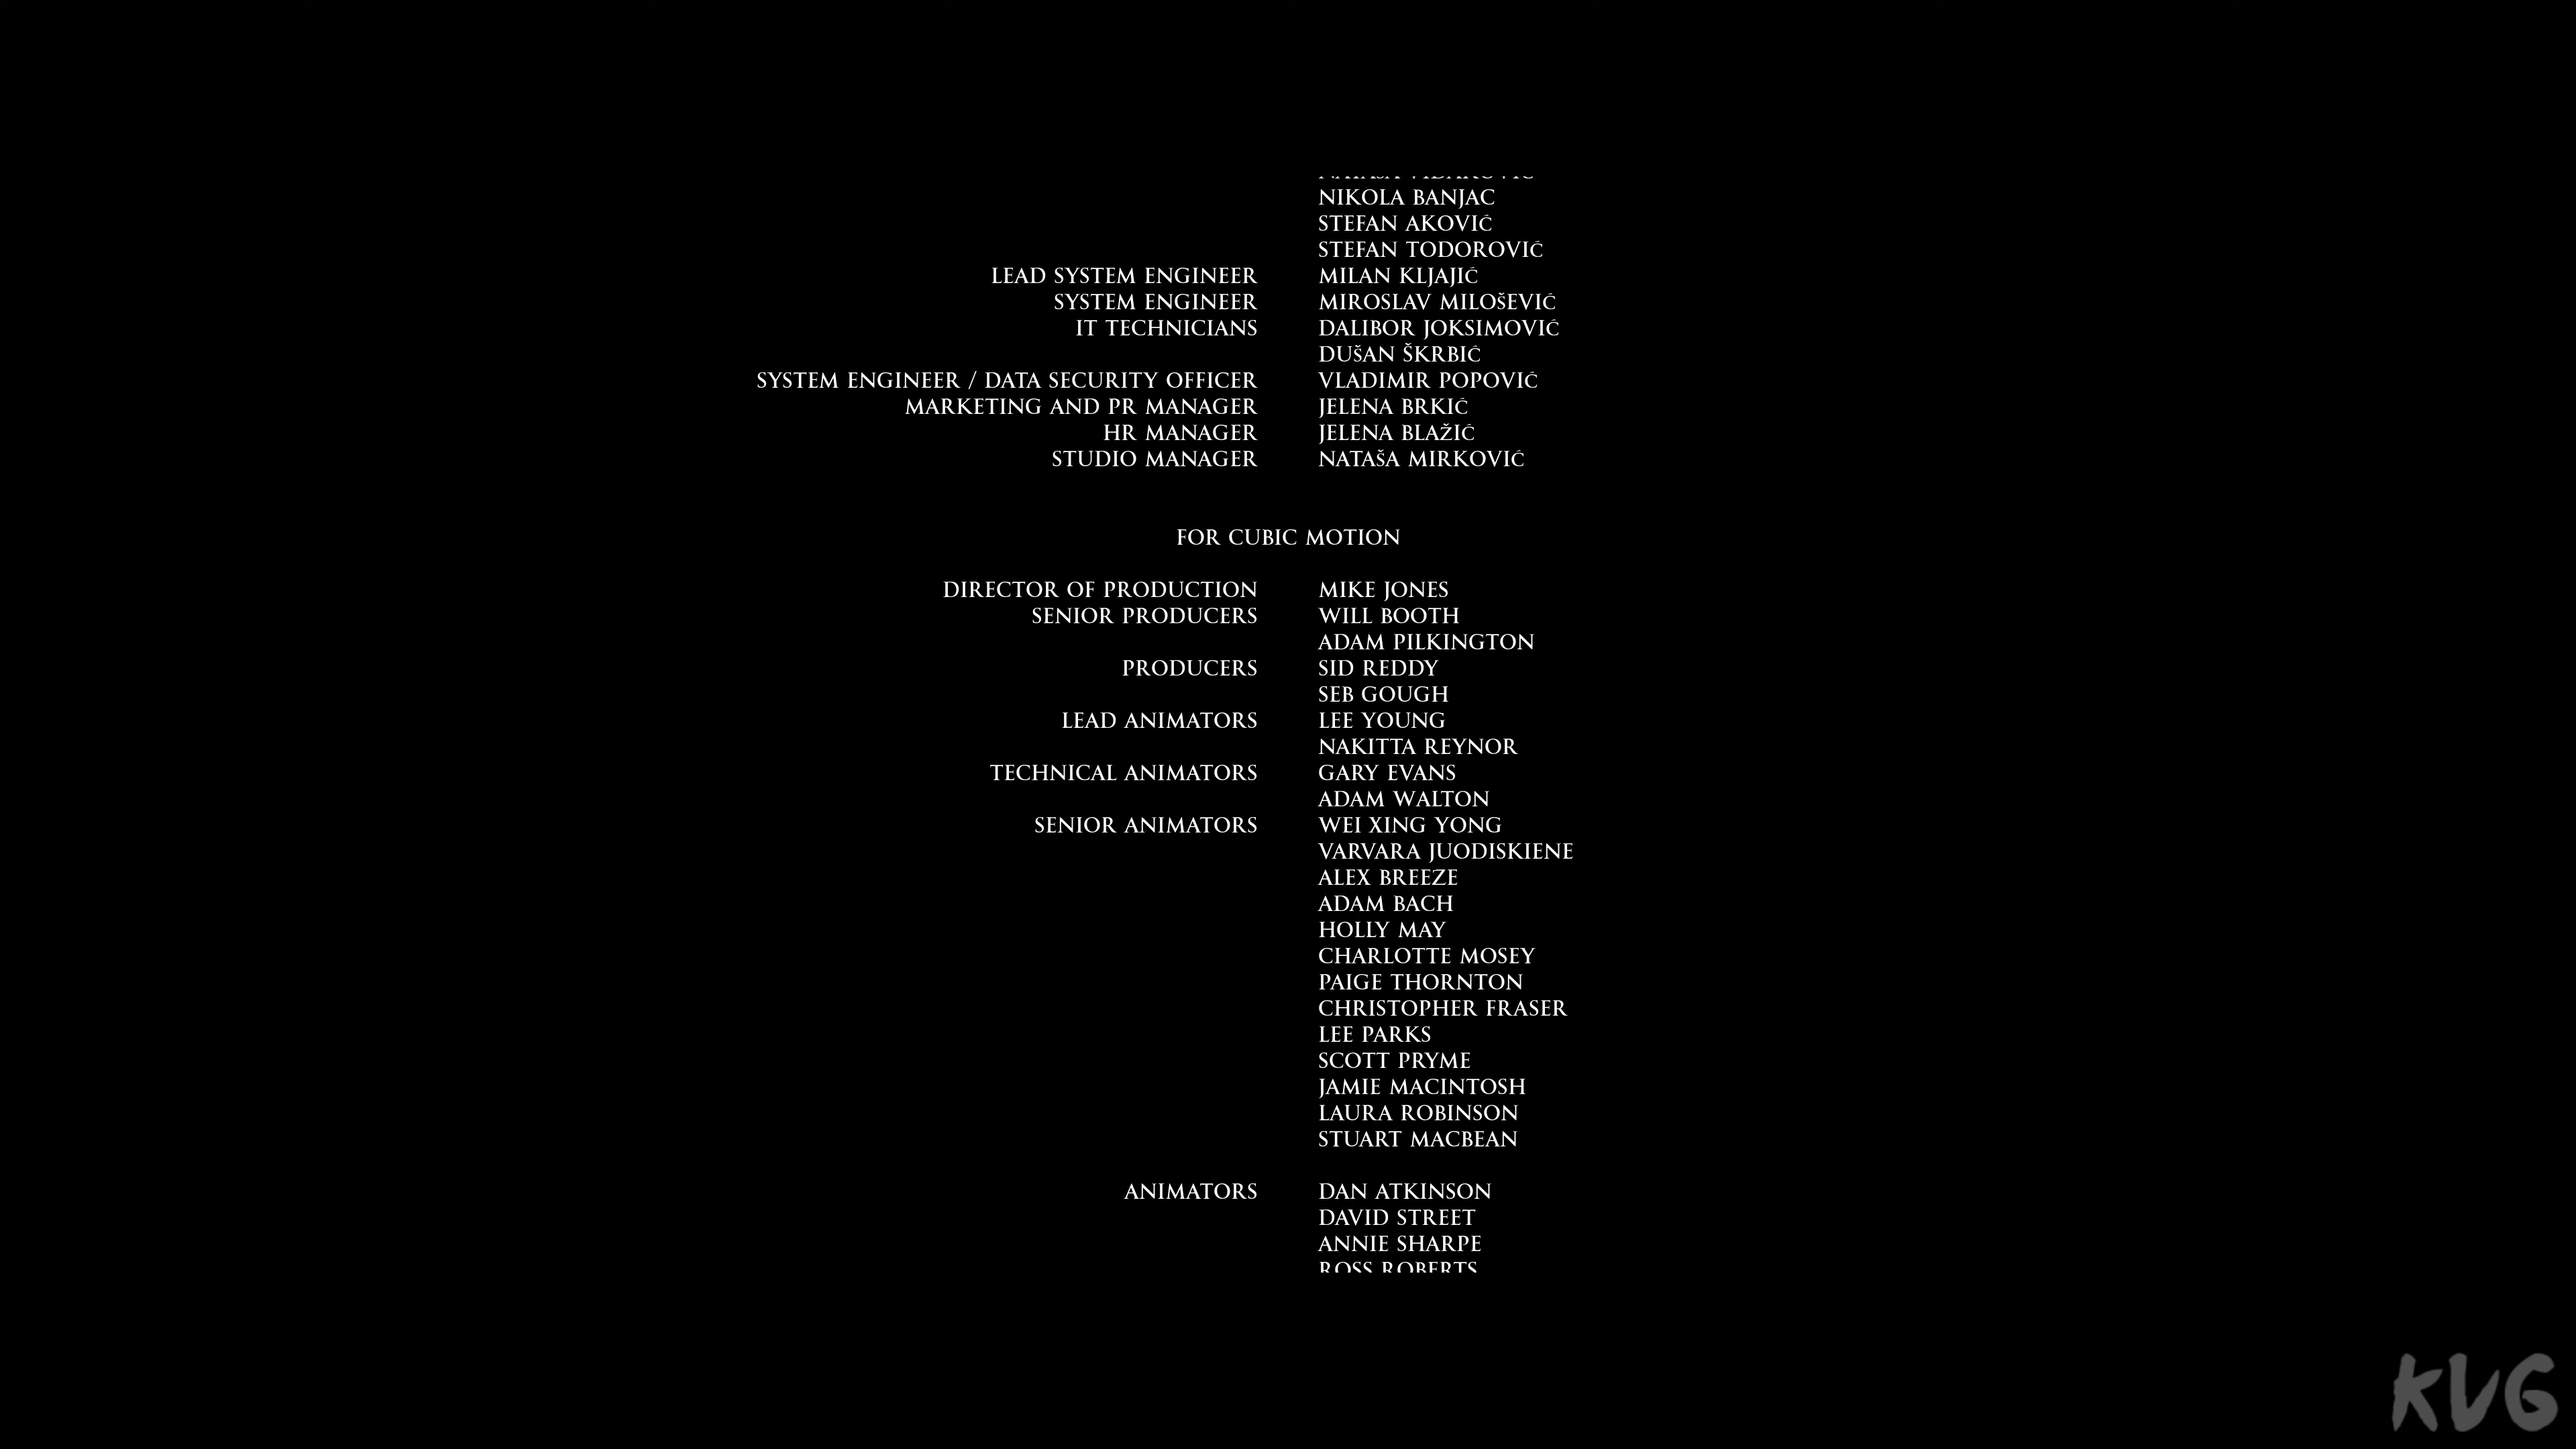 NIKOLA BANJAC
STEFAN AKOVIĆ
STEFAN TODOROVIĆ
LEAD SYSTEM ENGINEER MILAN KLJAJIĆ
SYSTEM ENGINEER MIROSLAV MILOŠEVIĆ
IT TECHNICIANS DALIBOR JOKSIMOVIĆ
DUŠAN ŠKRBIĆ
SYSTEM ENGINEER / DATA SECURITY OFFICER VLADIMIR POPOVIĆ
MARKETING AND PR MANAGER JELENA BRKIĆ
HR MANAGER JELENA BLAŽIĆ
STUDIO MANAGER NATAŠA MIRKOVIĆ
FOR CUBIC MOTION
DIRECTOR OF PRODUCTION MIKE JONES
SENIOR PRODUCERS WILL BOOTH
ADAM PILKINGTON
PRODUCERS SID REDDY
SEB GOUGH
LEAD ANIMATORS LEE YOUNG
NAKITTA REYNOR
TECHNICAL ANIMATORS GARY EVANS
ADAM WALTON
SENIOR ANIMATORS WEI XING YONG
VARVARA JUODISKIENE
ALEX BREEZE
ADAM BACH
HOLLY MAY
CHARLOTTE MOSEY
PAIGE THORNTON
CHRISTOPHER FRASER
LEE PARKS
SCOTT PRYME
JAMIE MACINTOSH
LAURA ROBINSON
STUART MACBEAN
ANIMATORS DAN ATKINSON
DAVID STREET
ANNIE SHARPE
ROSS ROBERTS
KVG